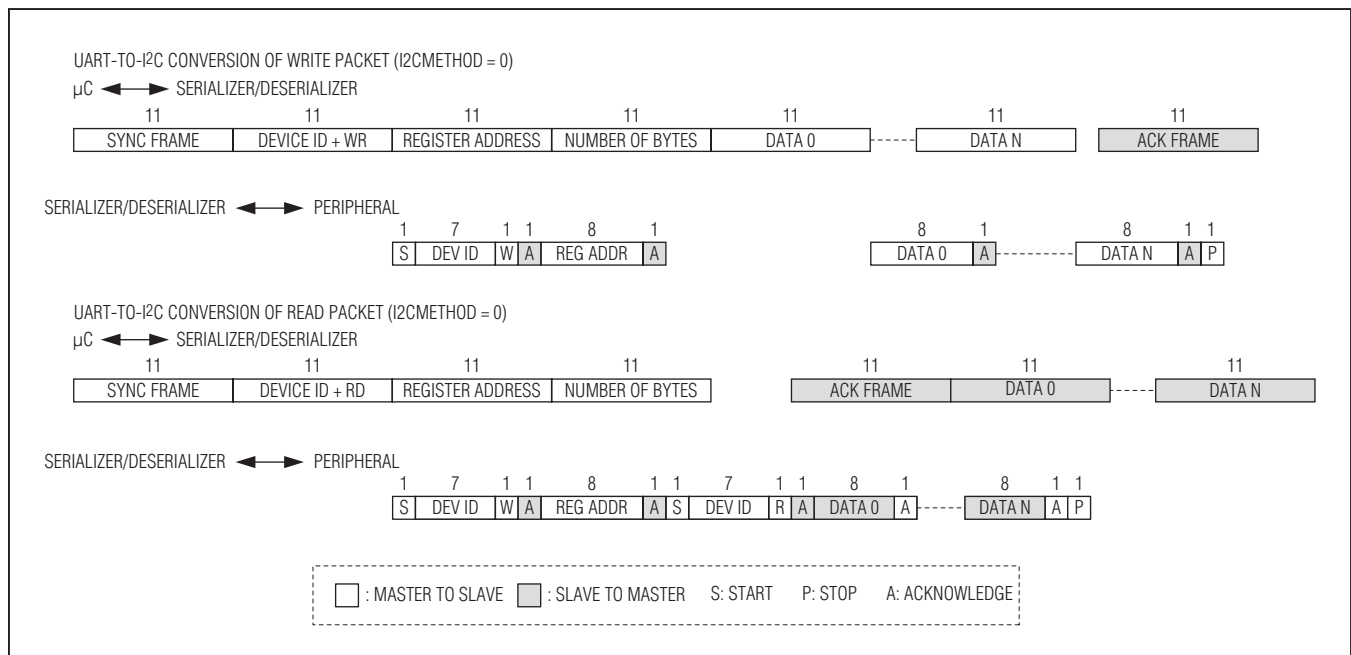 UART-TO-I2C CONVERSION OF WRITE PACKET (I2CMETHOD = 0)
µC SERIALIZER/DESERIALIZER
11 11 11 11 11 11 11
SYNC FRAME DEVICE ID + WR REGISTER ADDRESS NUMBER OF BYTES DATA 0 DATA N ACK FRAME
SERIALIZER/DESERIALIZER PERIPHERAL
1 7 1 1 8 1 8 1 8 1 1
S DEV ID W A REG ADDR A DATA 0 A DATA N A P
UART-TO-I2C CONVERSION OF READ PACKET (I2CMETHOD = 0)
µC SERIALIZER/DESERIALIZER
11 11 11 11 11 11 11
SYNC FRAME DEVICE ID + RD REGISTER ADDRESS NUMBER OF BYTES ACK FRAME DATA 0 DATA N
SERIALIZER/DESERIALIZER PERIPHERAL
1 7 1 1 8 1 1 7 1 1 8 1 8 1 1
S DEV ID W A REG ADDR A S DEV ID R A DATA 0 A DATA N A P
: MASTER TO SLAVE : SLAVE TO MASTER S: START P: STOP A: ACKNOWLEDGE